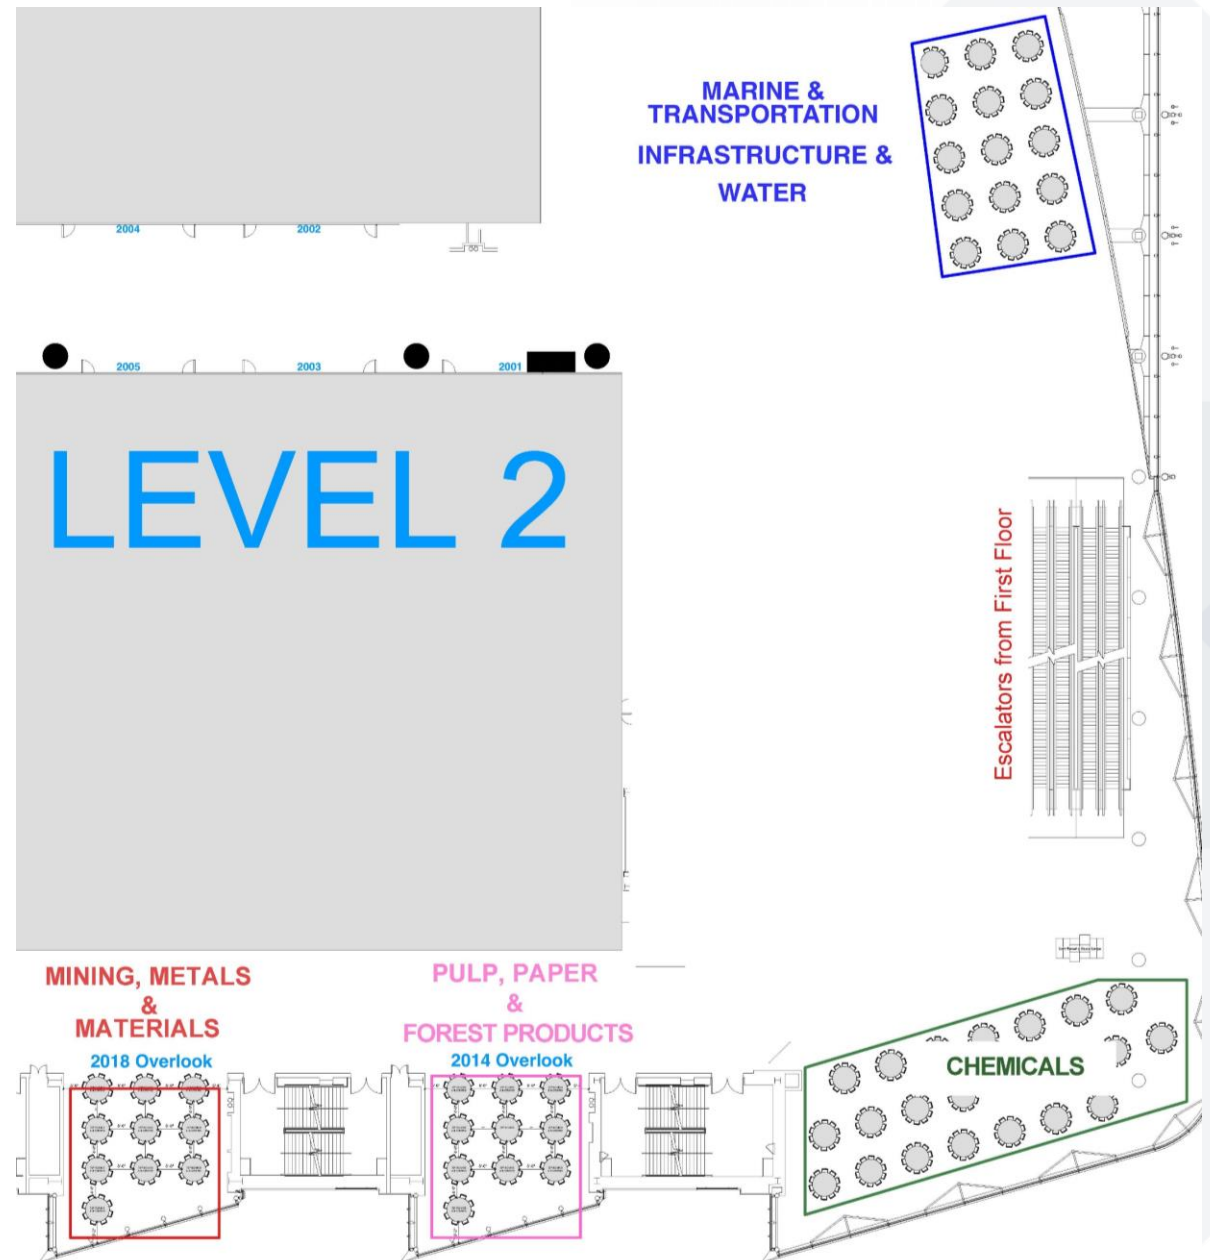 MARINE &
TRANSPORTATION
INFRASTRUCTURE &
WATER
2004
2002
2005
2003
2001
LEVEL 2
Escalators from First Floor
MINING, METALS
&
MATERIALS
2018 Overlook
PULP, PAPER
&
FOREST PRODUCTS
2014 Overlook
CHEMICALS